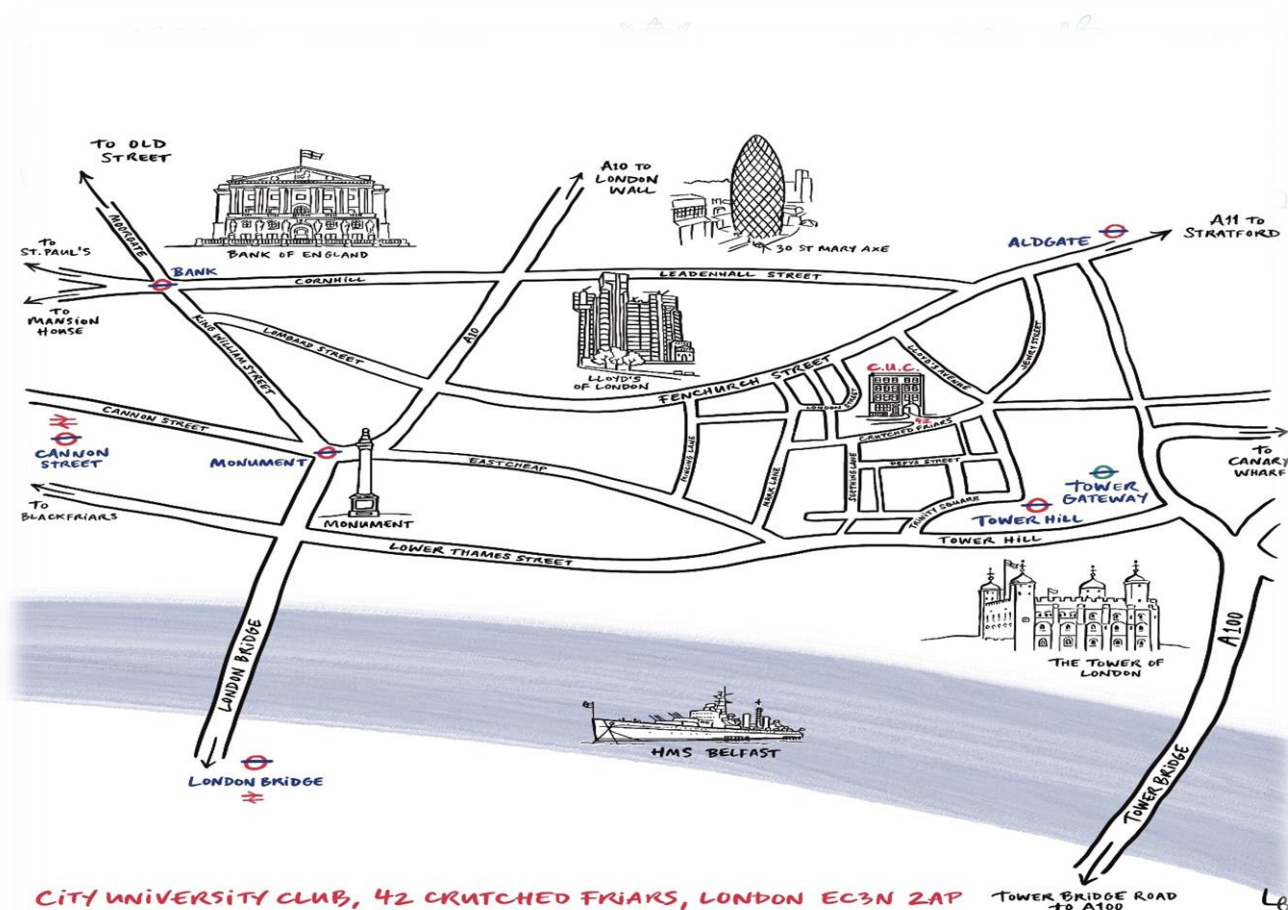 TO OLD
STREET
A10 TO
LONDON
WALL
A11 TO
STRATFORD
MOORGATE
TO
ST. PAUL'S
BANK OF ENGLAND
30 ST MARY AXE
ALDGATE
BANK
CORNHILL
LEADENHALL STREET
TO
MANSION
HOUSE
KING WILLIAM STREET
LOMBARD STREET
A10
LLOYD'S
OF LONDON
FENCHURCH STREET
LLOYD'S AVENUE
JEWRY STREET
C.U.C.
LONDON STREET
42
CRUTCHED FRIARS
CANNON STREET
CANNON
STREET
MONUMENT
EASTCHEAP
MINCING LANE
MARK LANE
SEETHING LANE
PEPYS STREET
TRINITY SQUARE
TO
CANARY
WHARF
TOWER
GATEWAY
TOWER HILL
TO
BLACKFRIARS
MONUMENT
LOWER THAMES STREET
TOWER HILL
THE TOWER OF
LONDON
A100
LONDON BRIDGE
HMS BELFAST
LONDON BRIDGE
TOWER BRIDGE
CITY UNIVERSITY CLUB, 42 CRUTCHED FRIARS, LONDON EC3N 2AP
TOWER BRIDGE ROAD
TO A100